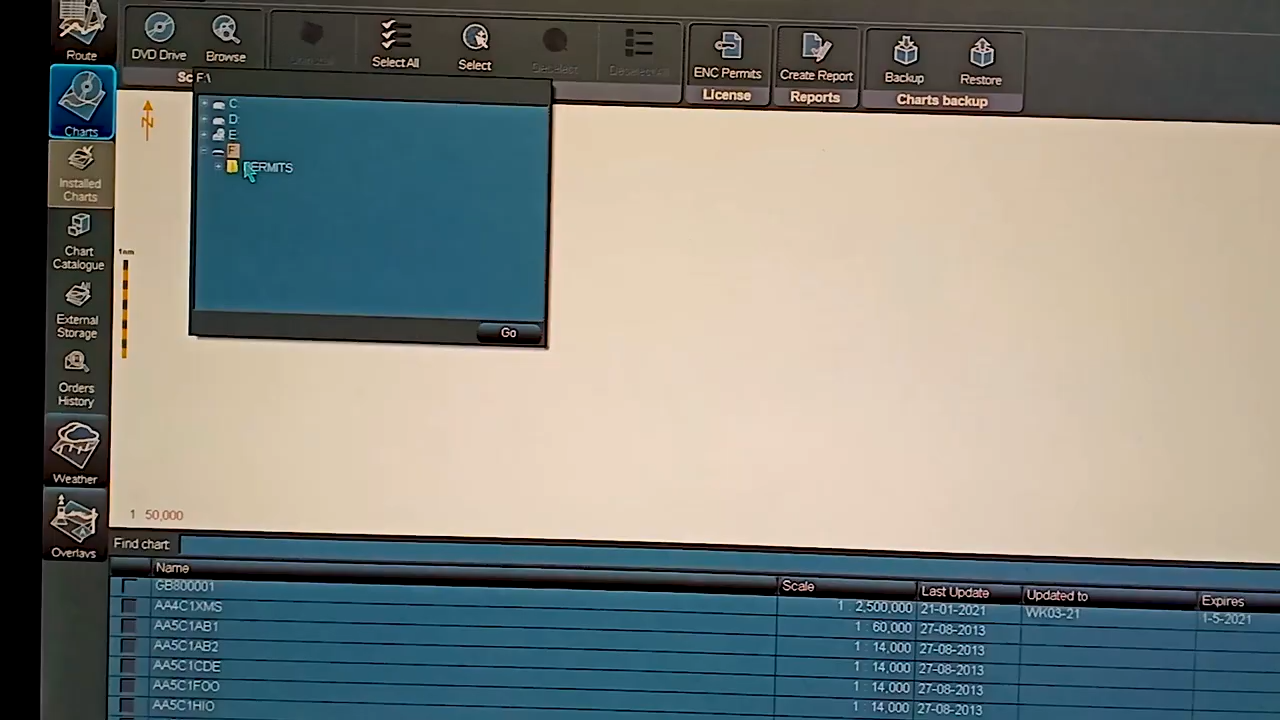 Route
DVD Drive
Browse
Select All
Select
Deselect
Deselect All
ENC Permits
License
Create Report
Reports
Backup
Restore
Charts backup
Sc
F:\
C:
D:
E:
F:
PERMITS
Go
N
Charts
Installed
Charts
Chart
Catalogue
External
Storage
Orders
History
Weather
Overlays
1nm
1 50,000
Find chart:
Name Scale Last Update Updated to Expires
GB800001 1 : 2,500,000 21-01-2021 WK03-21 1-5-2021
AA4C1XMS 1 : 60,000 27-08-2013
AA5C1AB1 1 : 14,000 27-08-2013
AA5C1AB2 1 : 14,000 27-08-2013
AA5C1CDE 1 : 14,000 27-08-2013
AA5C1FOO 1 : 14,000 27-08-2013
AA5C1HIO